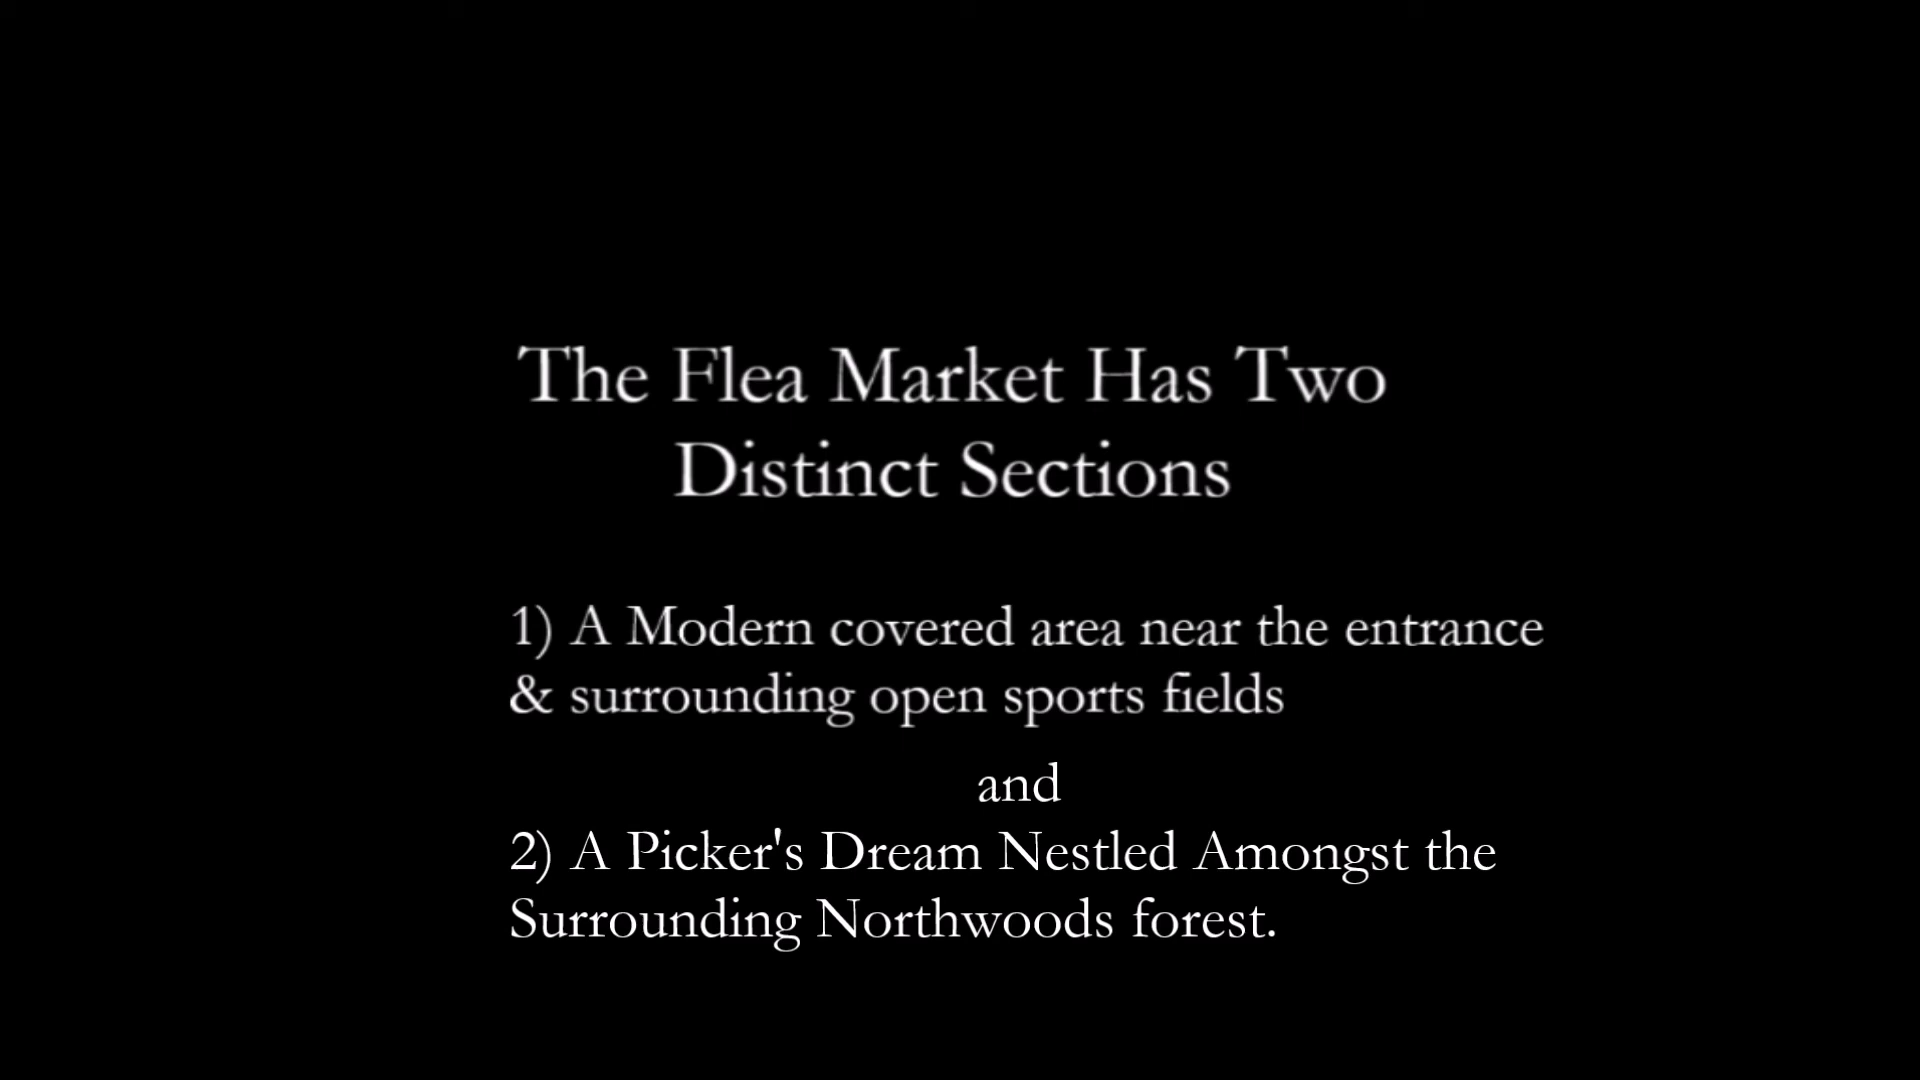 The Flea Market Has Two
Distinct Sections
1) A Modern covered area near the entrance
& surrounding open sports fields
and
2) A Picker's Dream Nestled Amongst the
Surrounding Northwoods forest.